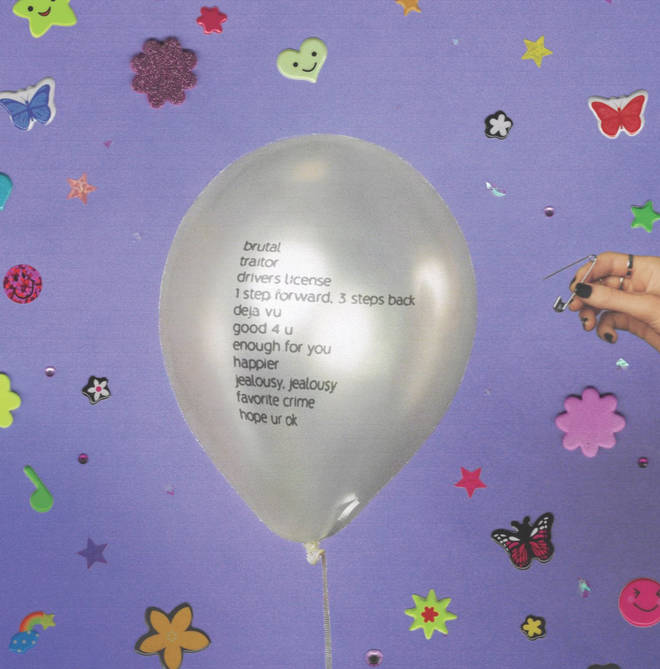 brutal
traitor
drivers license
1 step forward, 3 steps back
deja vu
good 4 u
enough for you
happier
jealousy, jealousy
favorite crime
hope ur ok